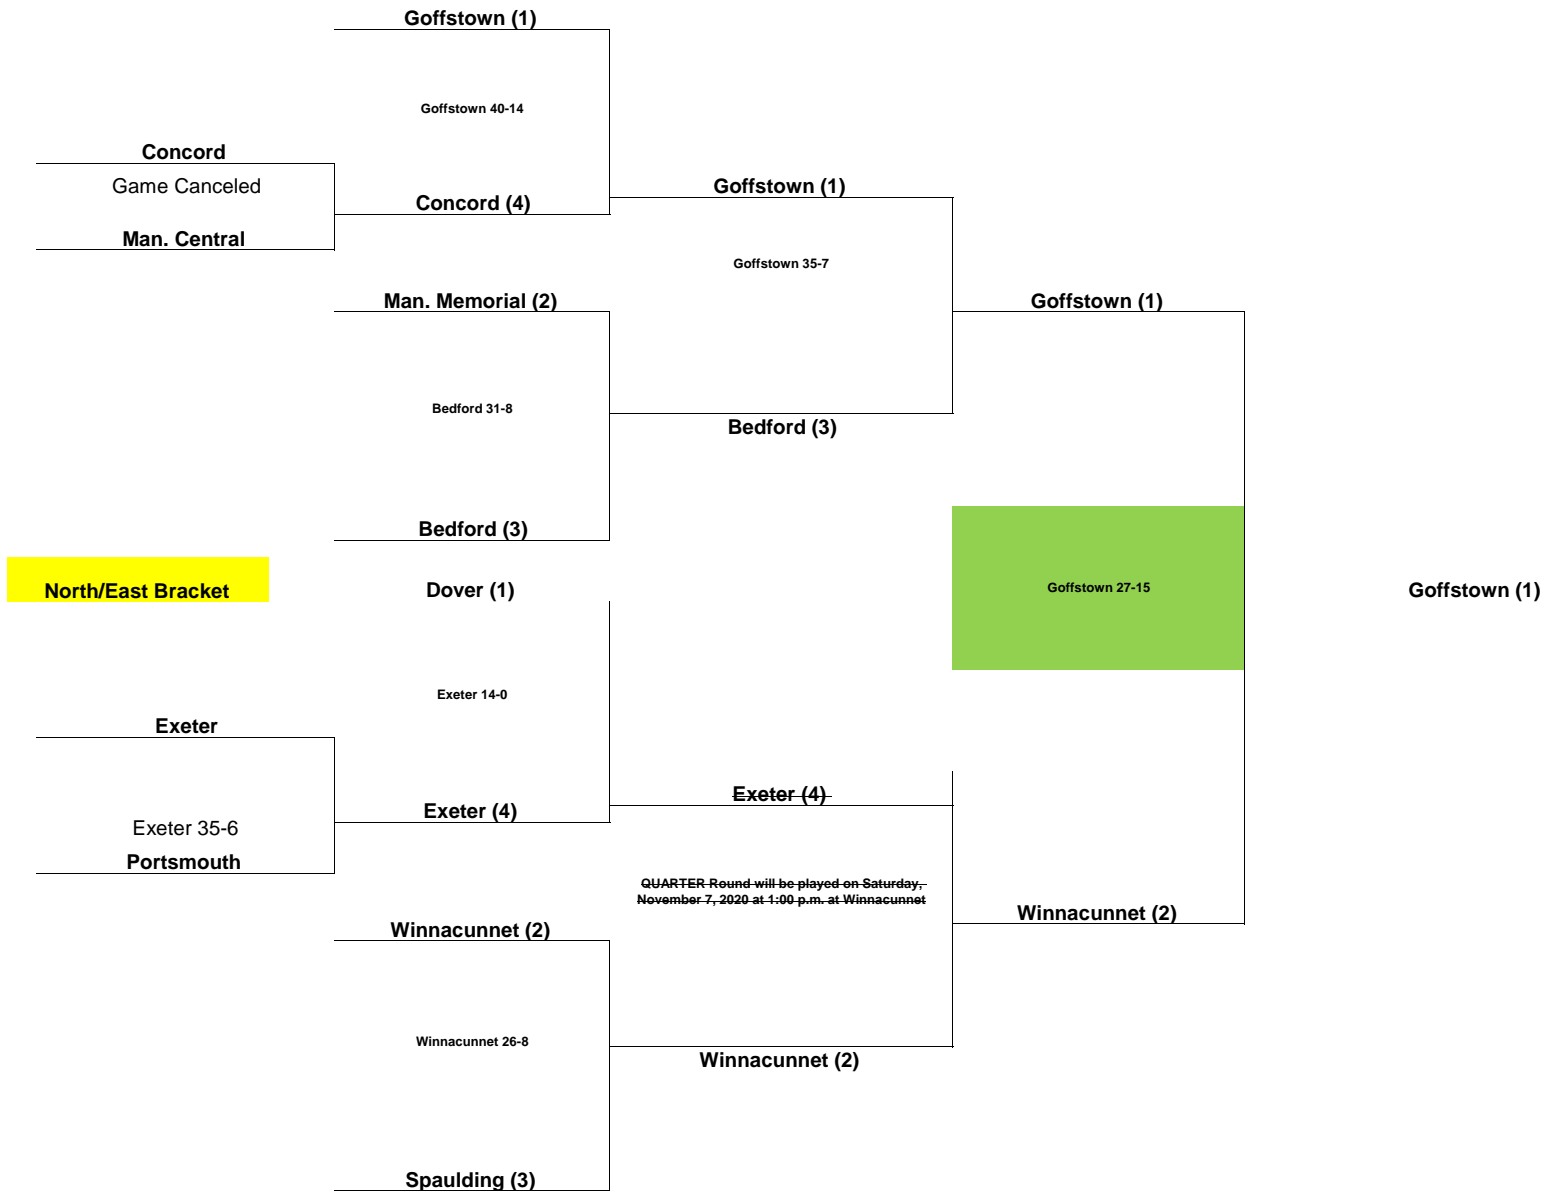 Goffstown (1)
Goffstown 40-14
Concord
Game Canceled
Goffstown (1)
Concord (4)
Man. Central
Goffstown 35-7
Man. Memorial (2)
Goffstown (1)
Bedford 31-8
Bedford (3)
Bedford (3)
North/East Bracket
Dover (1)
Goffstown 27-15
Goffstown (1)
Exeter 14-0
Exeter
Exeter (4)
Exeter (4)
Exeter 35-6
Portsmouth
QUARTER Round will be played on Saturday,
November 7, 2020 at 1:00 p.m. at Winnacunnet
Winnacunnet (2)
Winnacunnet (2)
Winnacunnet 26-8
Winnacunnet (2)
Spaulding (3)